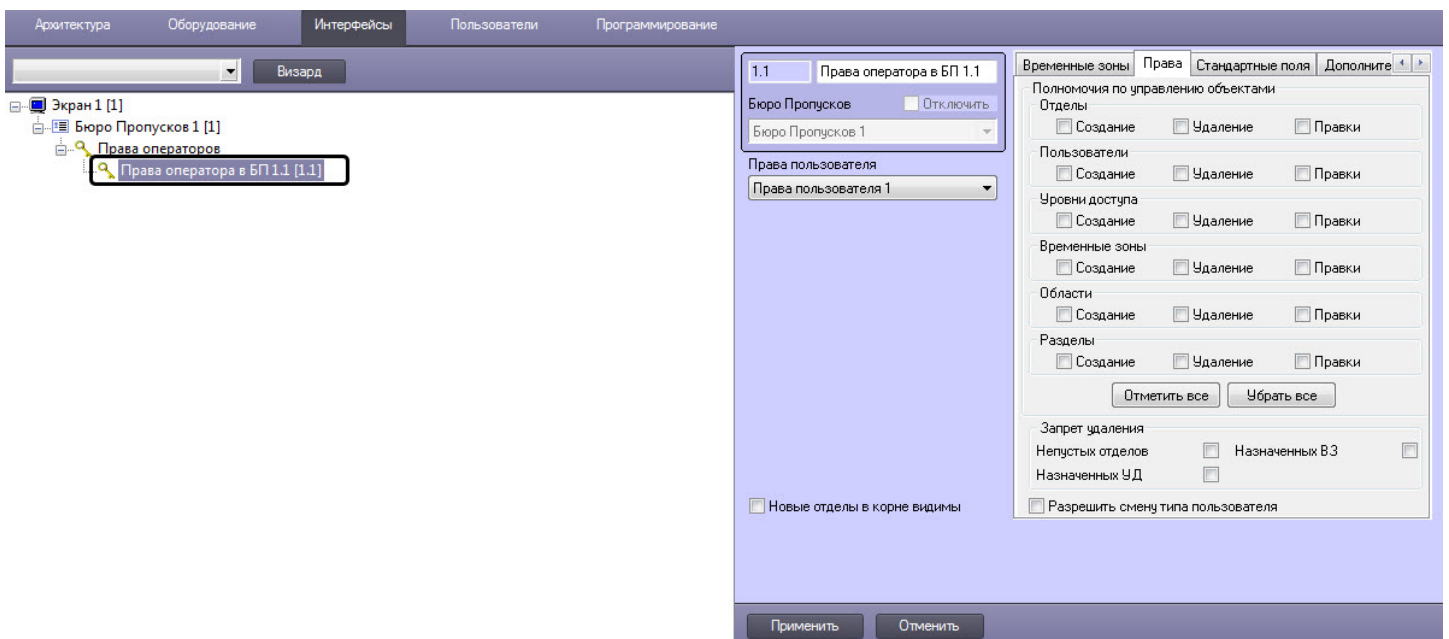 Архитектура Оборудование Интерфейсы Пользователи Программирование
Визард
Экран 1 [1]
Бюро Пропусков 1 [1]
Права операторов
Права оператора в БП 1.1 [1.1]
1.1 Права оператора в БП 1.1
Бюро Пропусков Отключить
Бюро Пропусков 1
Права пользователя
Права пользователя 1
Новые отделы в корне видимы
Временные зоны Права Стандартные поля Дополните
Полномочия по управлению объектами
Отделы
Создание Удаление Правки
Пользователи
Создание Удаление Правки
Уровни доступа
Создание Удаление Правки
Временные зоны
Создание Удаление Правки
Области
Создание Удаление Правки
Разделы
Создание Удаление Правки
Отметить все Убрать все
Запрет удаления
Непустых отделов Назначенных ВЗ
Назначенных УД
Разрешить смену типа пользователя
Применить Отменить